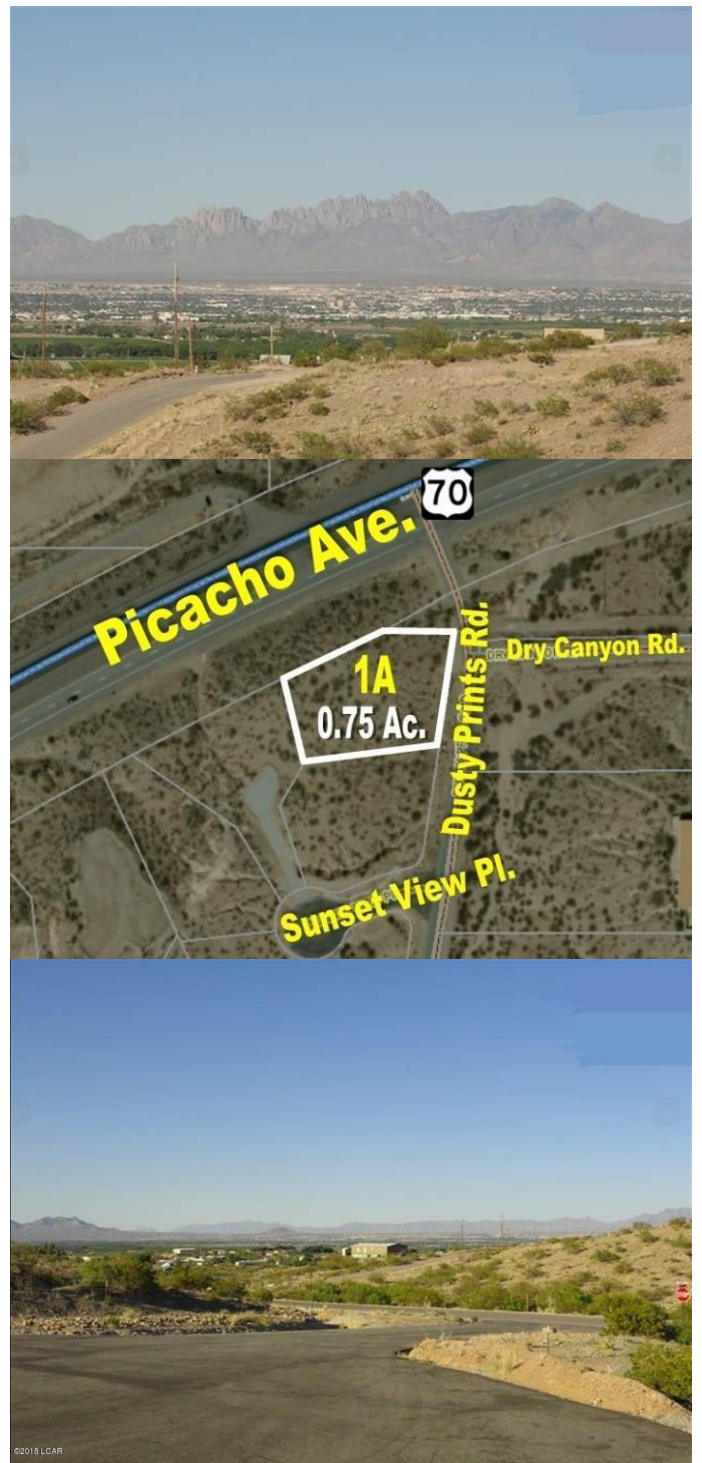 70
Picacho Ave.
1A
0.75 Ac.
Dusty Prints Rd.
Dry Canyon Rd.
Sunset View Pl.
©2018 LCAR